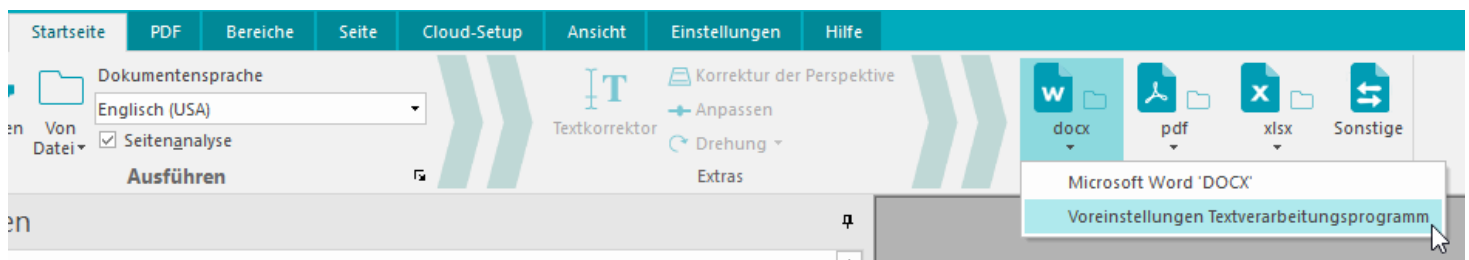 Startseite PDF Bereiche Seite Cloud-Setup Ansicht Einstellungen Hilfe
Dokumentensprache
Englisch (USA)
Seitenanalyse
en Von
Datei
Ausführen
Textkorrektor
Korrektur der Perspektive
Anpassen
Drehung
Extras
docx pdf xlsx Sonstige
Microsoft Word 'DOCX'
Voreinstellungen Textverarbeitungsprogramm
en